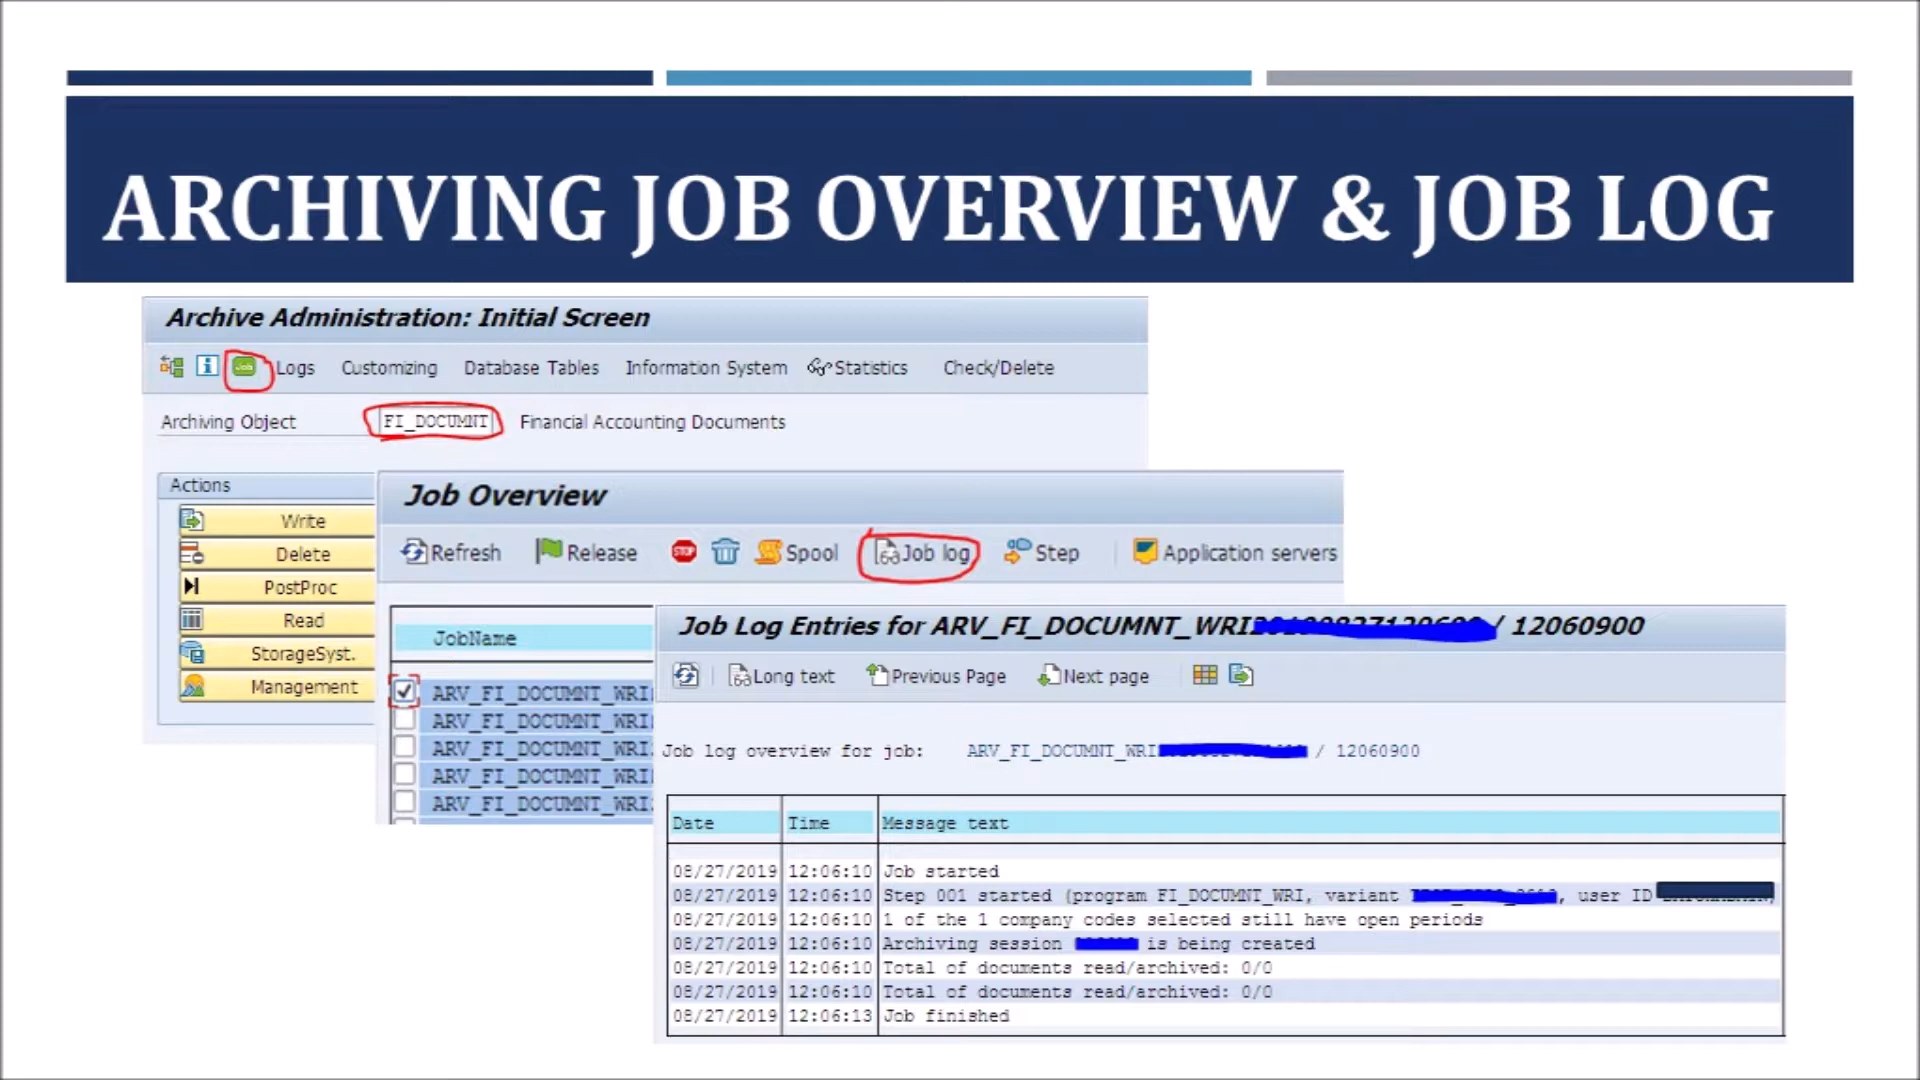 ARCHIVING JOB OVERVIEW & JOB LOG
Archive Administration: Initial Screen
Job Logs Customizing Database Tables Information System Statistics Check/Delete
Archiving Object FI_DOCUMNT Financial Accounting Documents
Actions
Write
Delete
PostProc
Read
StorageSyst.
Management
Job Overview
Refresh Release STOP Spool Job log Step Application servers
JobName
ARV_FI_DOCUMNT_WRI
ARV_FI_DOCUMNT_WRI
ARV_FI_DOCUMNT_WRI
ARV_FI_DOCUMNT_WRI
ARV_FI_DOCUMNT_WRI
Job Log Entries for ARV_FI_DOCUMNT_WRI / 12060900
Long text Previous Page Next page
Job log overview for job: ARV_FI_DOCUMNT_WRI / 12060900
Date Time Message text
08/27/2019 12:06:10 Job started
08/27/2019 12:06:10 Step 001 started (program FI_DOCUMNT_WRI, variant , user ID
08/27/2019 12:06:10 1 of the 1 company codes selected still have open periods
08/27/2019 12:06:10 Archiving session is being created
08/27/2019 12:06:10 Total of documents read/archived: 0/0
08/27/2019 12:06:10 Total of documents read/archived: 0/0
08/27/2019 12:06:13 Job finished